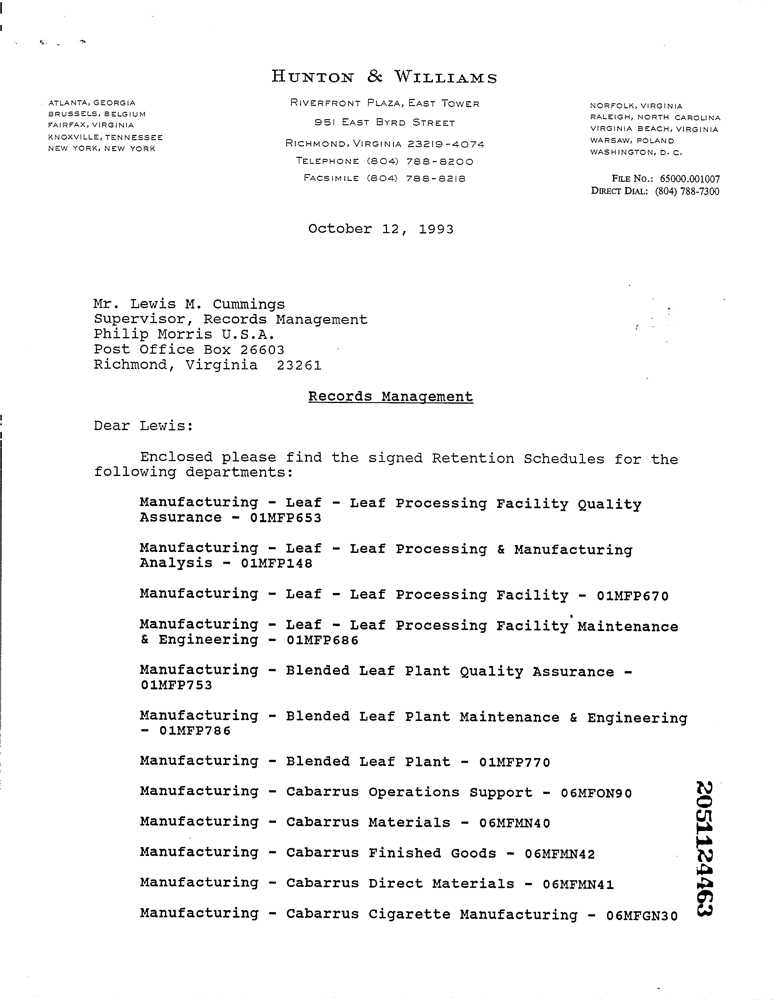 HUNTON & WILLIAMS
ATLANTA, GEORGIA
BRUSSELS, BELGIUM
FAIRFAX, VIRGINIA
KNOXVILLE, TENNESSEE
NEW YORK, NEW YORK
RIVERFRONT PLAZA, EAST TOWER
951 EAST BYRD STREET
RICHMOND, VIRGINIA 23219-4074
TELEPHONE (804) 788-8200
FACSIMILE (804) 788-8218
NORFOLK, VIRGINIA
RALEIGH, NORTH CAROLINA
VIRGINIA BEACH, VIRGINIA
WARSAW, POLAND
WASHINGTON, D. C.
FILE NO.: 65000.001007
DIRECT DIAL: (804) 788-7300
October 12, 1993
Mr. Lewis M. Cummings
Supervisor, Records Management
Philip Morris U.S.A.
Post Office Box 26603
Richmond, Virginia 23261
Records Management
Dear Lewis:
Enclosed please find the signed Retention Schedules for the
following departments:
Manufacturing - Leaf - Leaf Processing Facility Quality
Assurance - 01MFP653
Manufacturing - Leaf - Leaf Processing & Manufacturing
Analysis - 01MFP148
Manufacturing - Leaf - Leaf Processing Facility - 01MFP670
Manufacturing - Leaf - Leaf Processing Facility Maintenance
& Engineering - 01MFP686
Manufacturing - Blended Leaf Plant Quality Assurance -
01MFP753
Manufacturing - Blended Leaf Plant Maintenance & Engineering
- 01MFP786
Manufacturing - Blended Leaf Plant - 01MFP770
Manufacturing - Cabarrus Operations Support - 06MFON90
Manufacturing - Cabarrus Materials - 06MFMN40
Manufacturing - Cabarrus Finished Goods - 06MFMN42
Manufacturing - Cabarrus Direct Materials - 06MFMN41
Manufacturing - Cabarrus Cigarette Manufacturing - 06MFGN30
2051124463